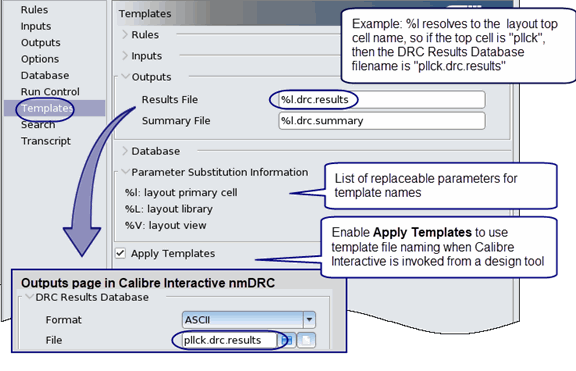 Rules
Inputs
Outputs
Options
Database
Run Control
Templates
Search
Transcript
Templates
Rules
Inputs
Outputs
Results File
%l.drc.results
Summary File
%l.drc.summary
Database
Parameter Substitution Information
%l: layout primary cell
%L: layout library
%V: layout view
Apply Templates
Example: %l resolves to the layout top
cell name, so if the top cell is "pllck",
then the DRC Results Database
filename is "pllck.drc.results"
List of replaceable parameters for
template names
Enable Apply Templates to use
template file naming when Calibre
Interactive is invoked from a design tool
Outputs page in Calibre Interactive nmDRC
DRC Results Database
Format
ASCII
File
pllck.drc.results